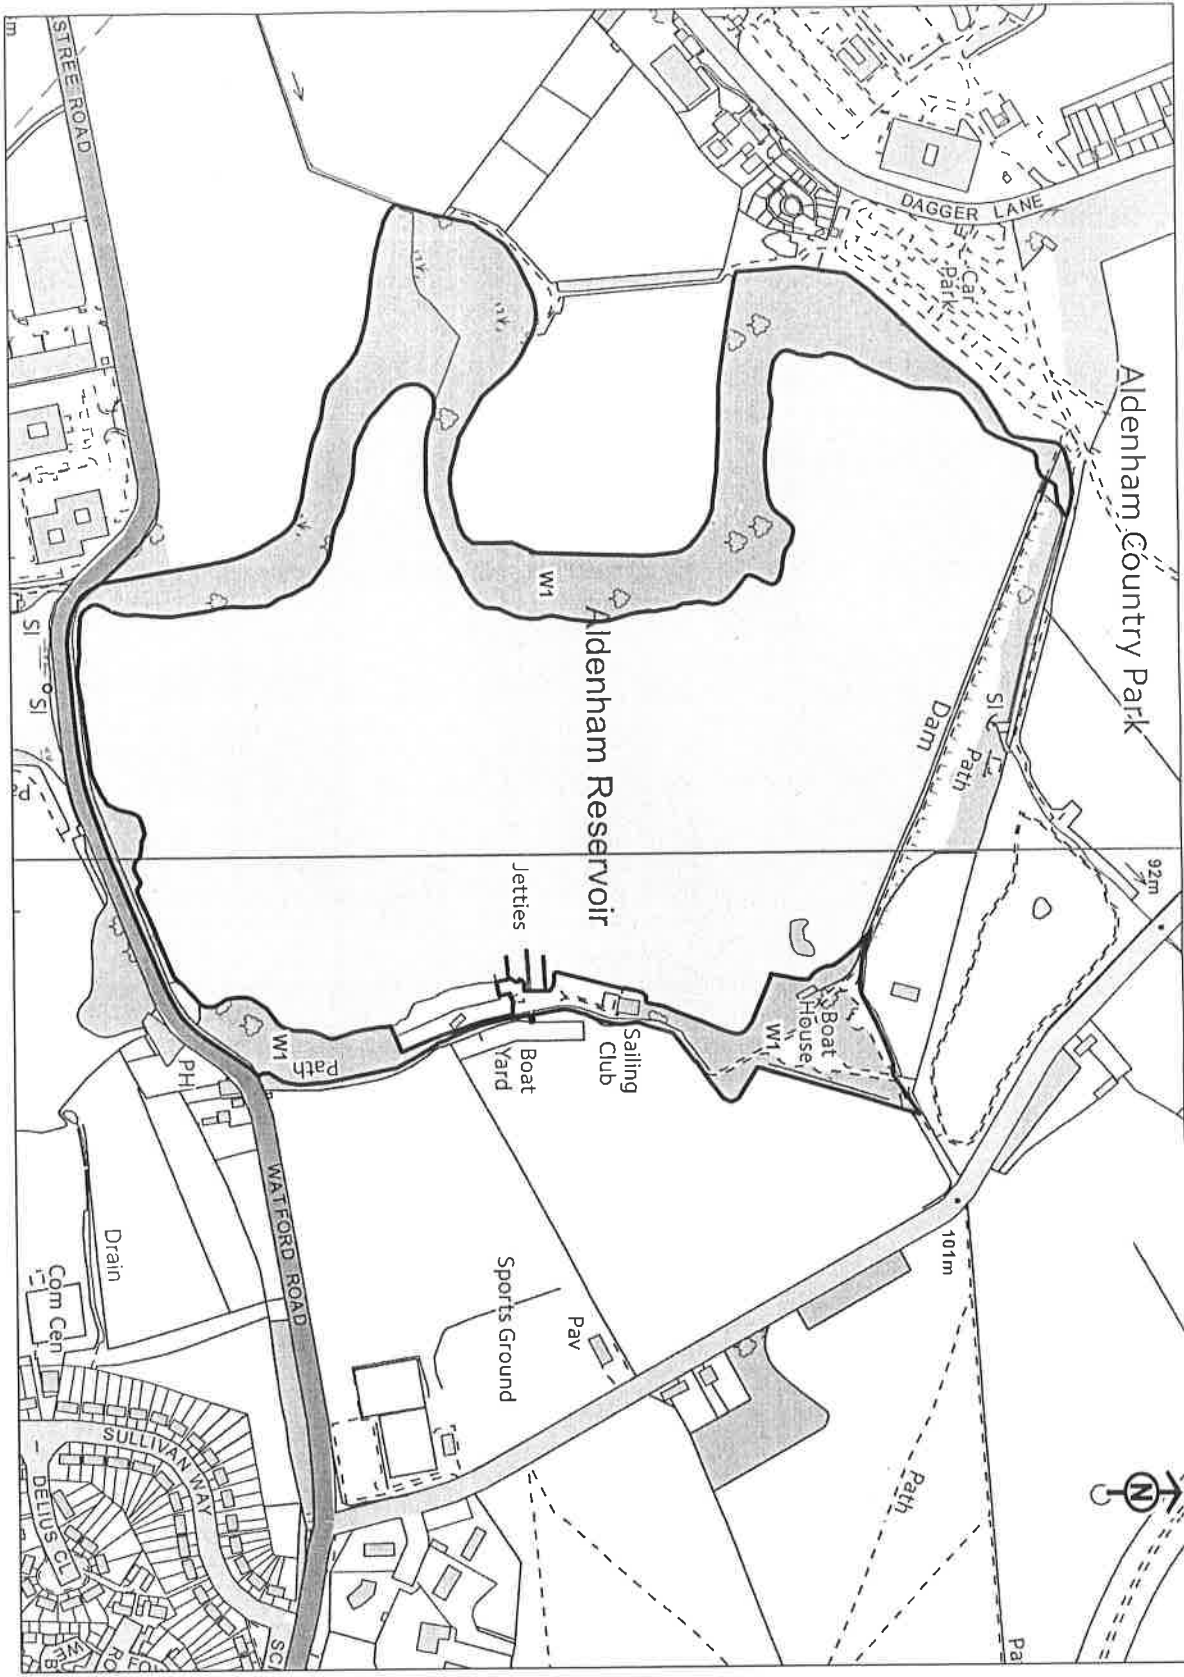 STREE ROAD
DAGGER LANE
Car
Park
Aldenham Country Park
W1
Aldenham Reservoir
Dam
SI
Path
SI
SI
92m
Jetties
Boat
House
W1
Sailing
Club
Boat
Yard
W1
Path
PH
WATFORD ROAD
101m
Drain
Com Cen
Sports Ground
Pav
Path
N
SULLIVAN WAY
DELIUS CL
Pa